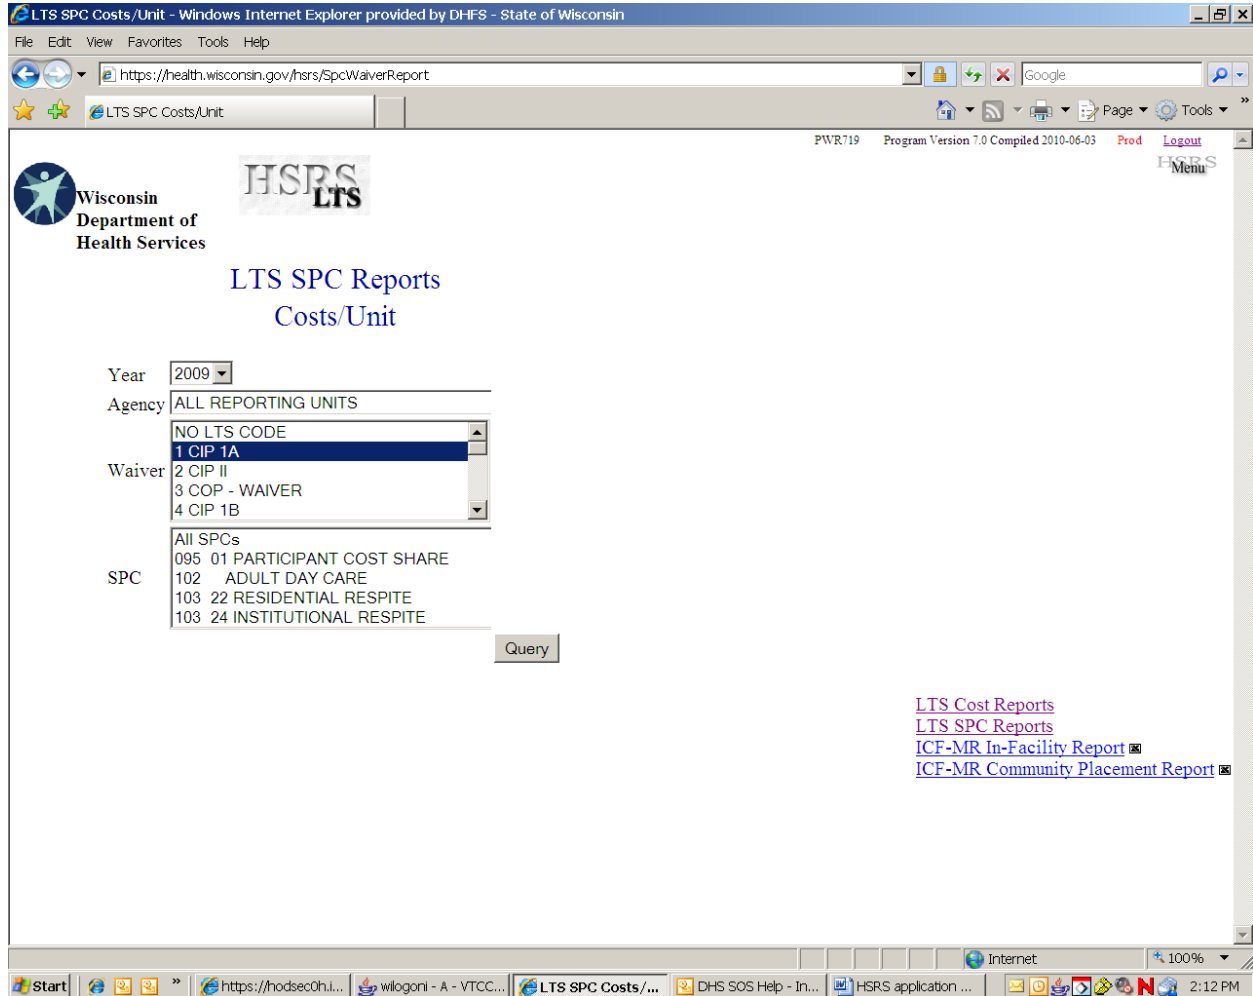 LTS SPC Costs/Unit - Windows Internet Explorer provided by DHFS - State of Wisconsin
File Edit View Favorites Tools Help
https://health.wisconsin.gov/hsrs/SpcWaiverReport
Google
LTS SPC Costs/Unit
Page
Tools
»
PWR719 Program Version 7.0 Compiled 2010-06-03 Prod Logout
HSRS
Menu
HSRS
LTS
Wisconsin
Department of
Health Services
LTS SPC Reports
Costs/Unit
Year 2009
Agency ALL REPORTING UNITS
NO LTS CODE
1 CIP 1A
Waiver 2 CIP II
3 COP - WAIVER
4 CIP 1B
All SPCs
095 01 PARTICIPANT COST SHARE
SPC 102 ADULT DAY CARE
103 22 RESIDENTIAL RESPITE
103 24 INSTITUTIONAL RESPITE
Query
LTS Cost Reports
LTS SPC Reports
ICF-MR In-Facility Report
ICF-MR Community Placement Report
Internet 100%
Start » https://hodsec0h.i... wilogoni - A - VTCC... LTS SPC Costs/... DHS SOS Help - In... HSRS application ... 2:12 PM